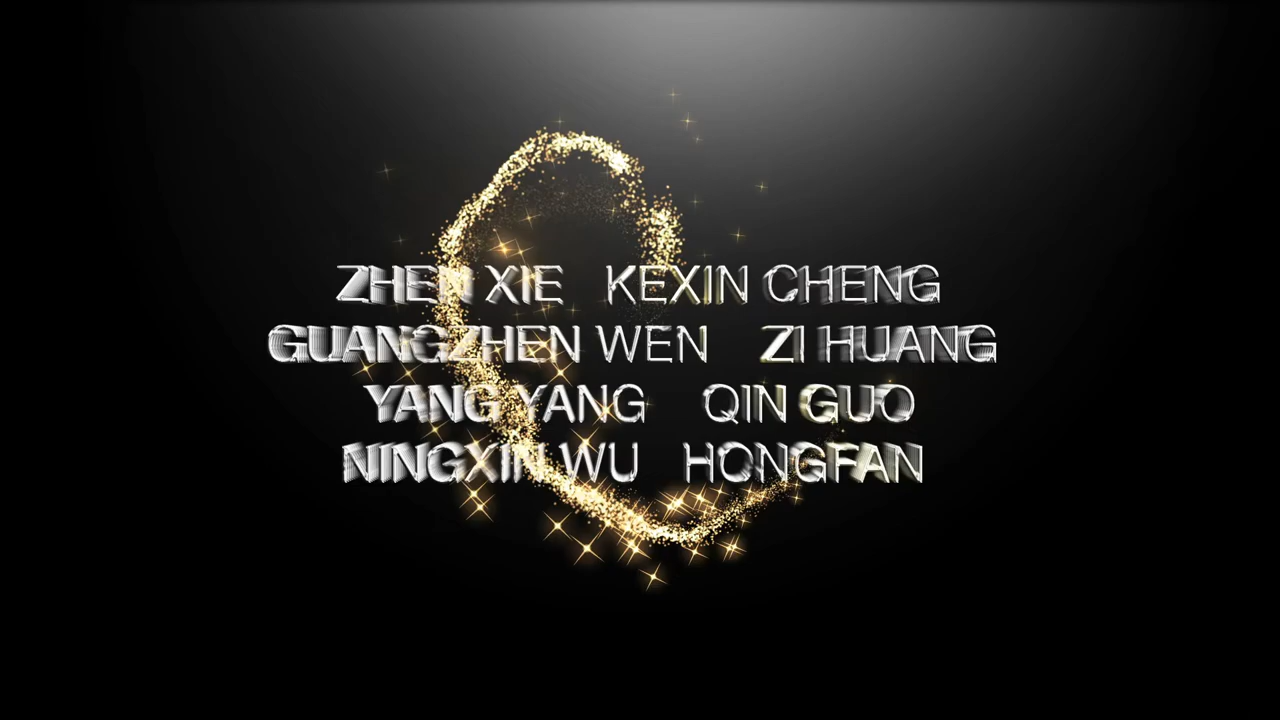 ZHEN XIE KEXIN CHENG
GUANGZHEN WEN ZI HUANG
YANG YANG QIN GUO
NINGXIN WU HONGFAN